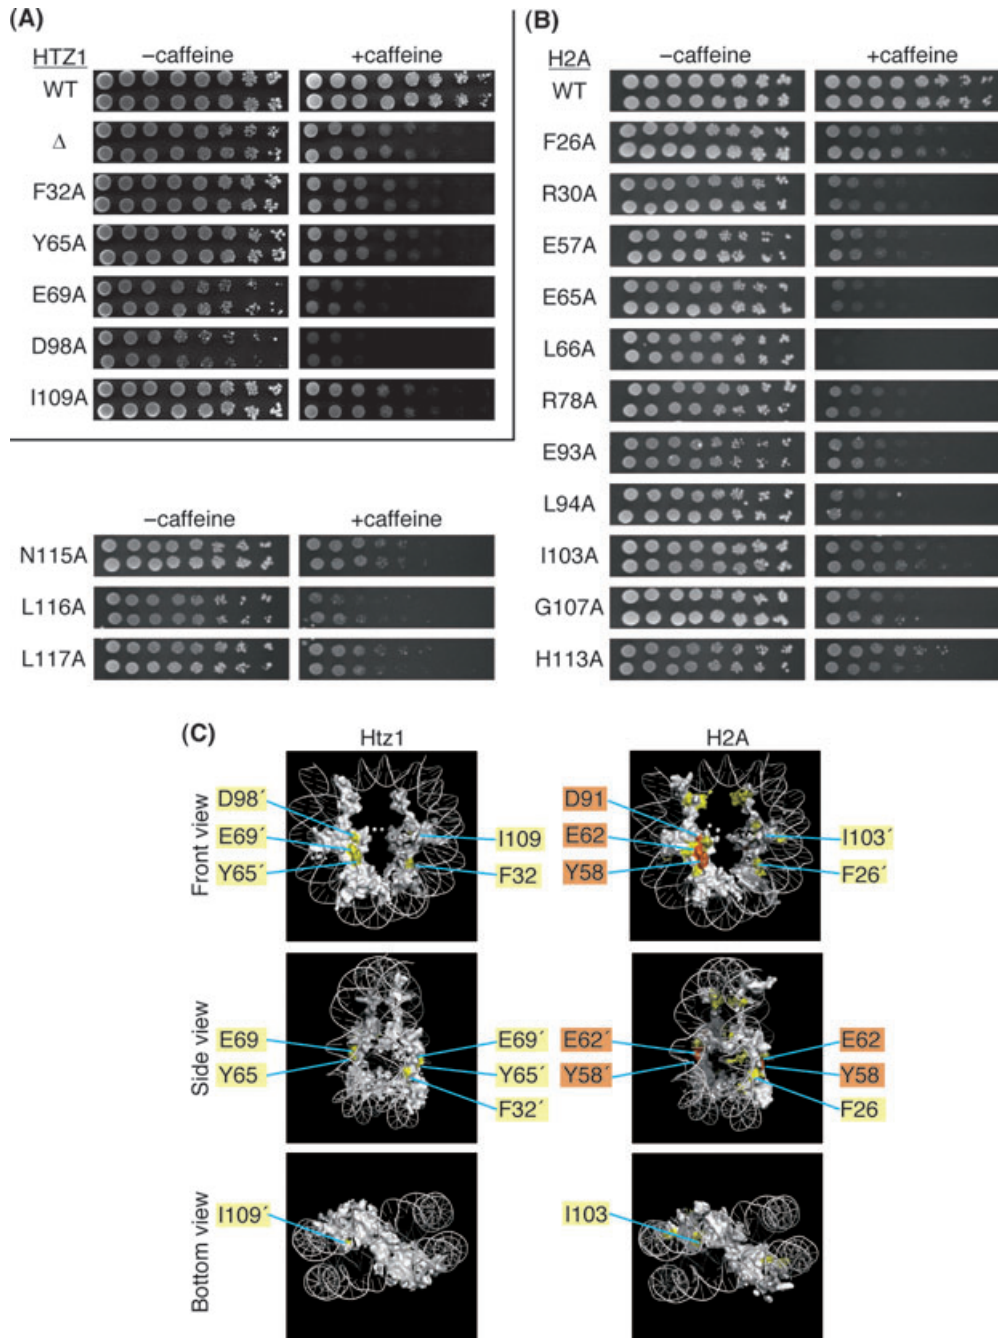 (A)
HTZ1 –caffeine +caffeine
WT
Δ
F32A
Y65A
E69A
D98A
I109A
(B)
H2A –caffeine +caffeine
WT
F26A
R30A
E57A
E65A
L66A
R78A
E93A
L94A
I103A
G107A
H113A
–caffeine +caffeine
N115A
L116A
L117A
(C)
Htz1 H2A
Front view
D98´
E69´
Y65´
I109
F32
D91
E62
Y58
I103´
F26´
Side view
E69
Y65
E69´
Y65´
F32´
E62´
Y58´
E62
Y58
F26
Bottom view
I109´
I103